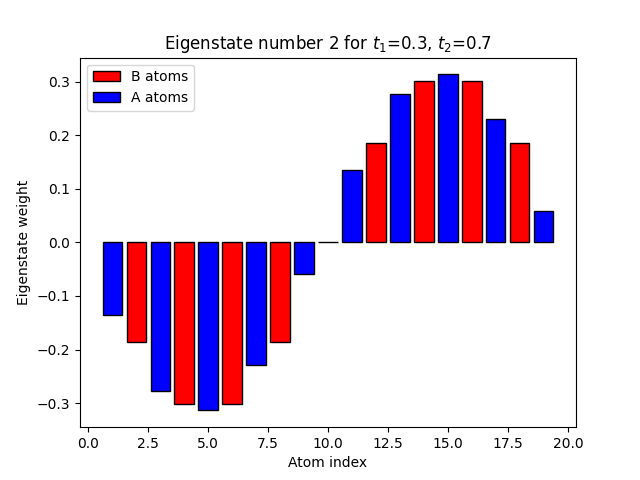 Eigenstate number 2 for $t_1$=0.3, $t_2$=0.7
B atoms
A atoms
Eigenstate weight
0.3
0.2
0.1
0.0
−0.1
−0.2
−0.3
0.0 2.5 5.0 7.5 10.0 12.5 15.0 17.5 20.0
Atom index